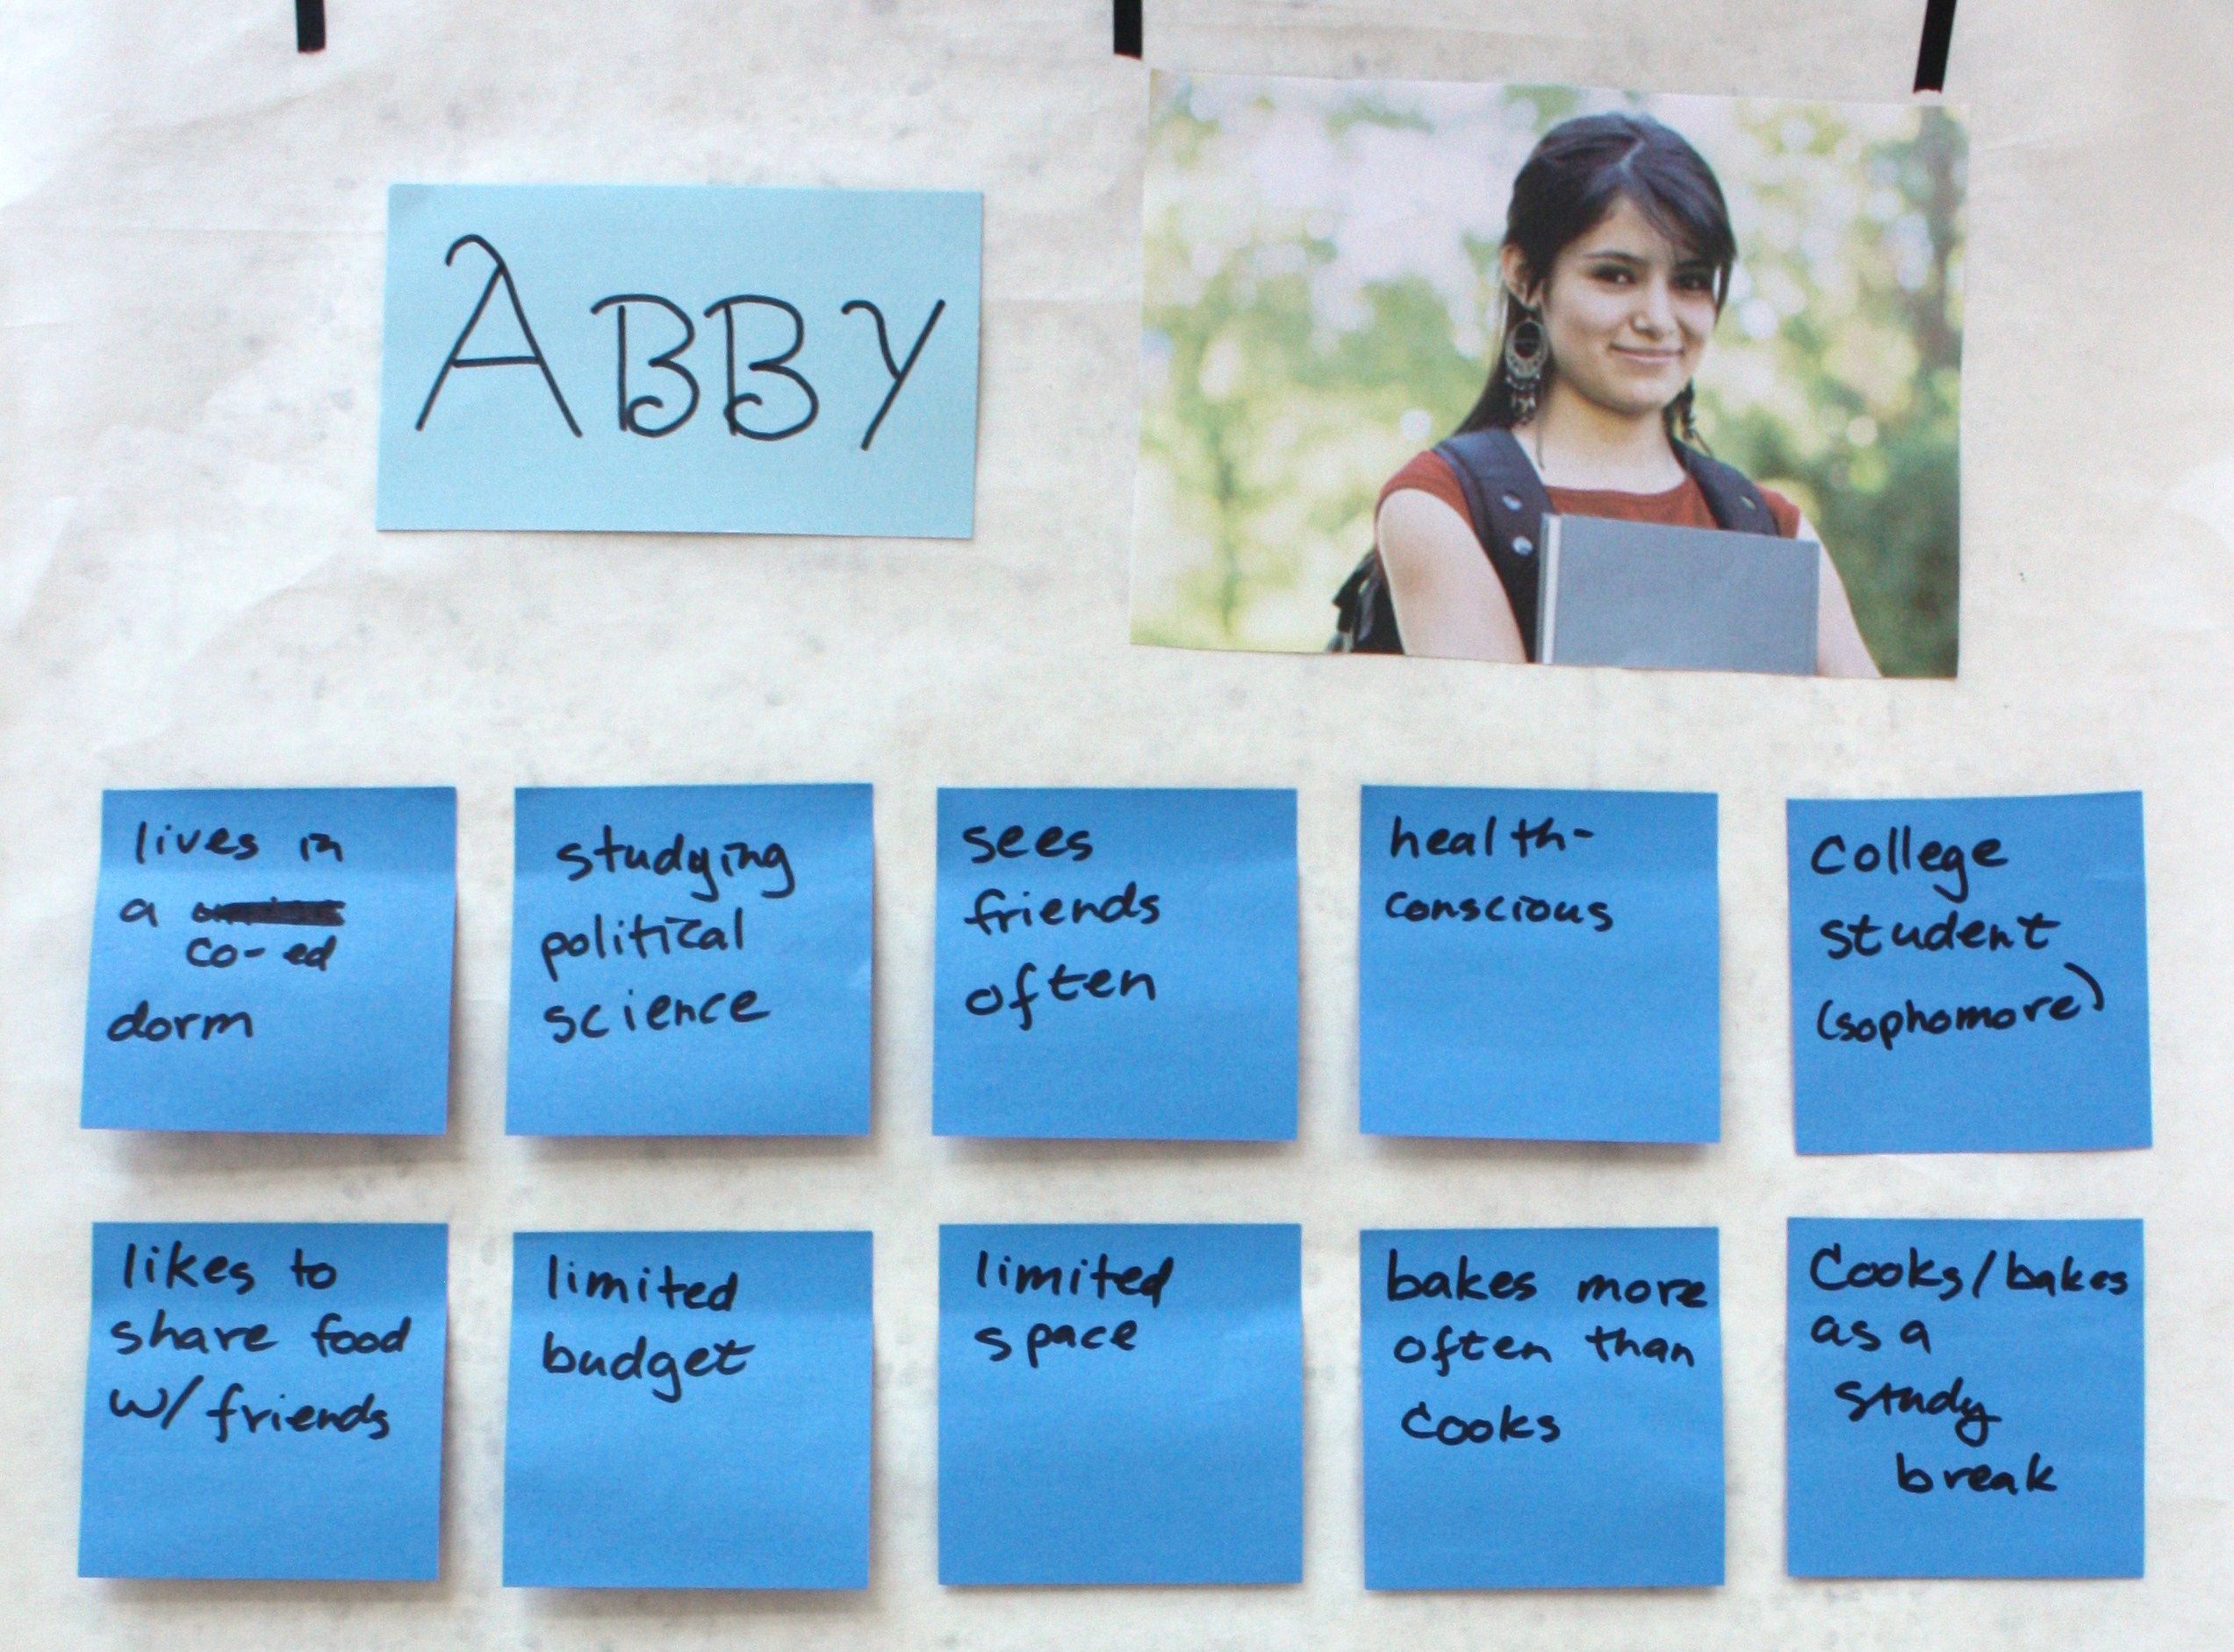 ABBY
lives in
a
co-ed
dorm
studying
political
science
sees
friends
often
health-
conscious
college
student
(sophomore)
likes to
share food
w/ friends
limited
budget
limited
space
bakes more
often than
cooks
Cooks/bakes
as a
study
break